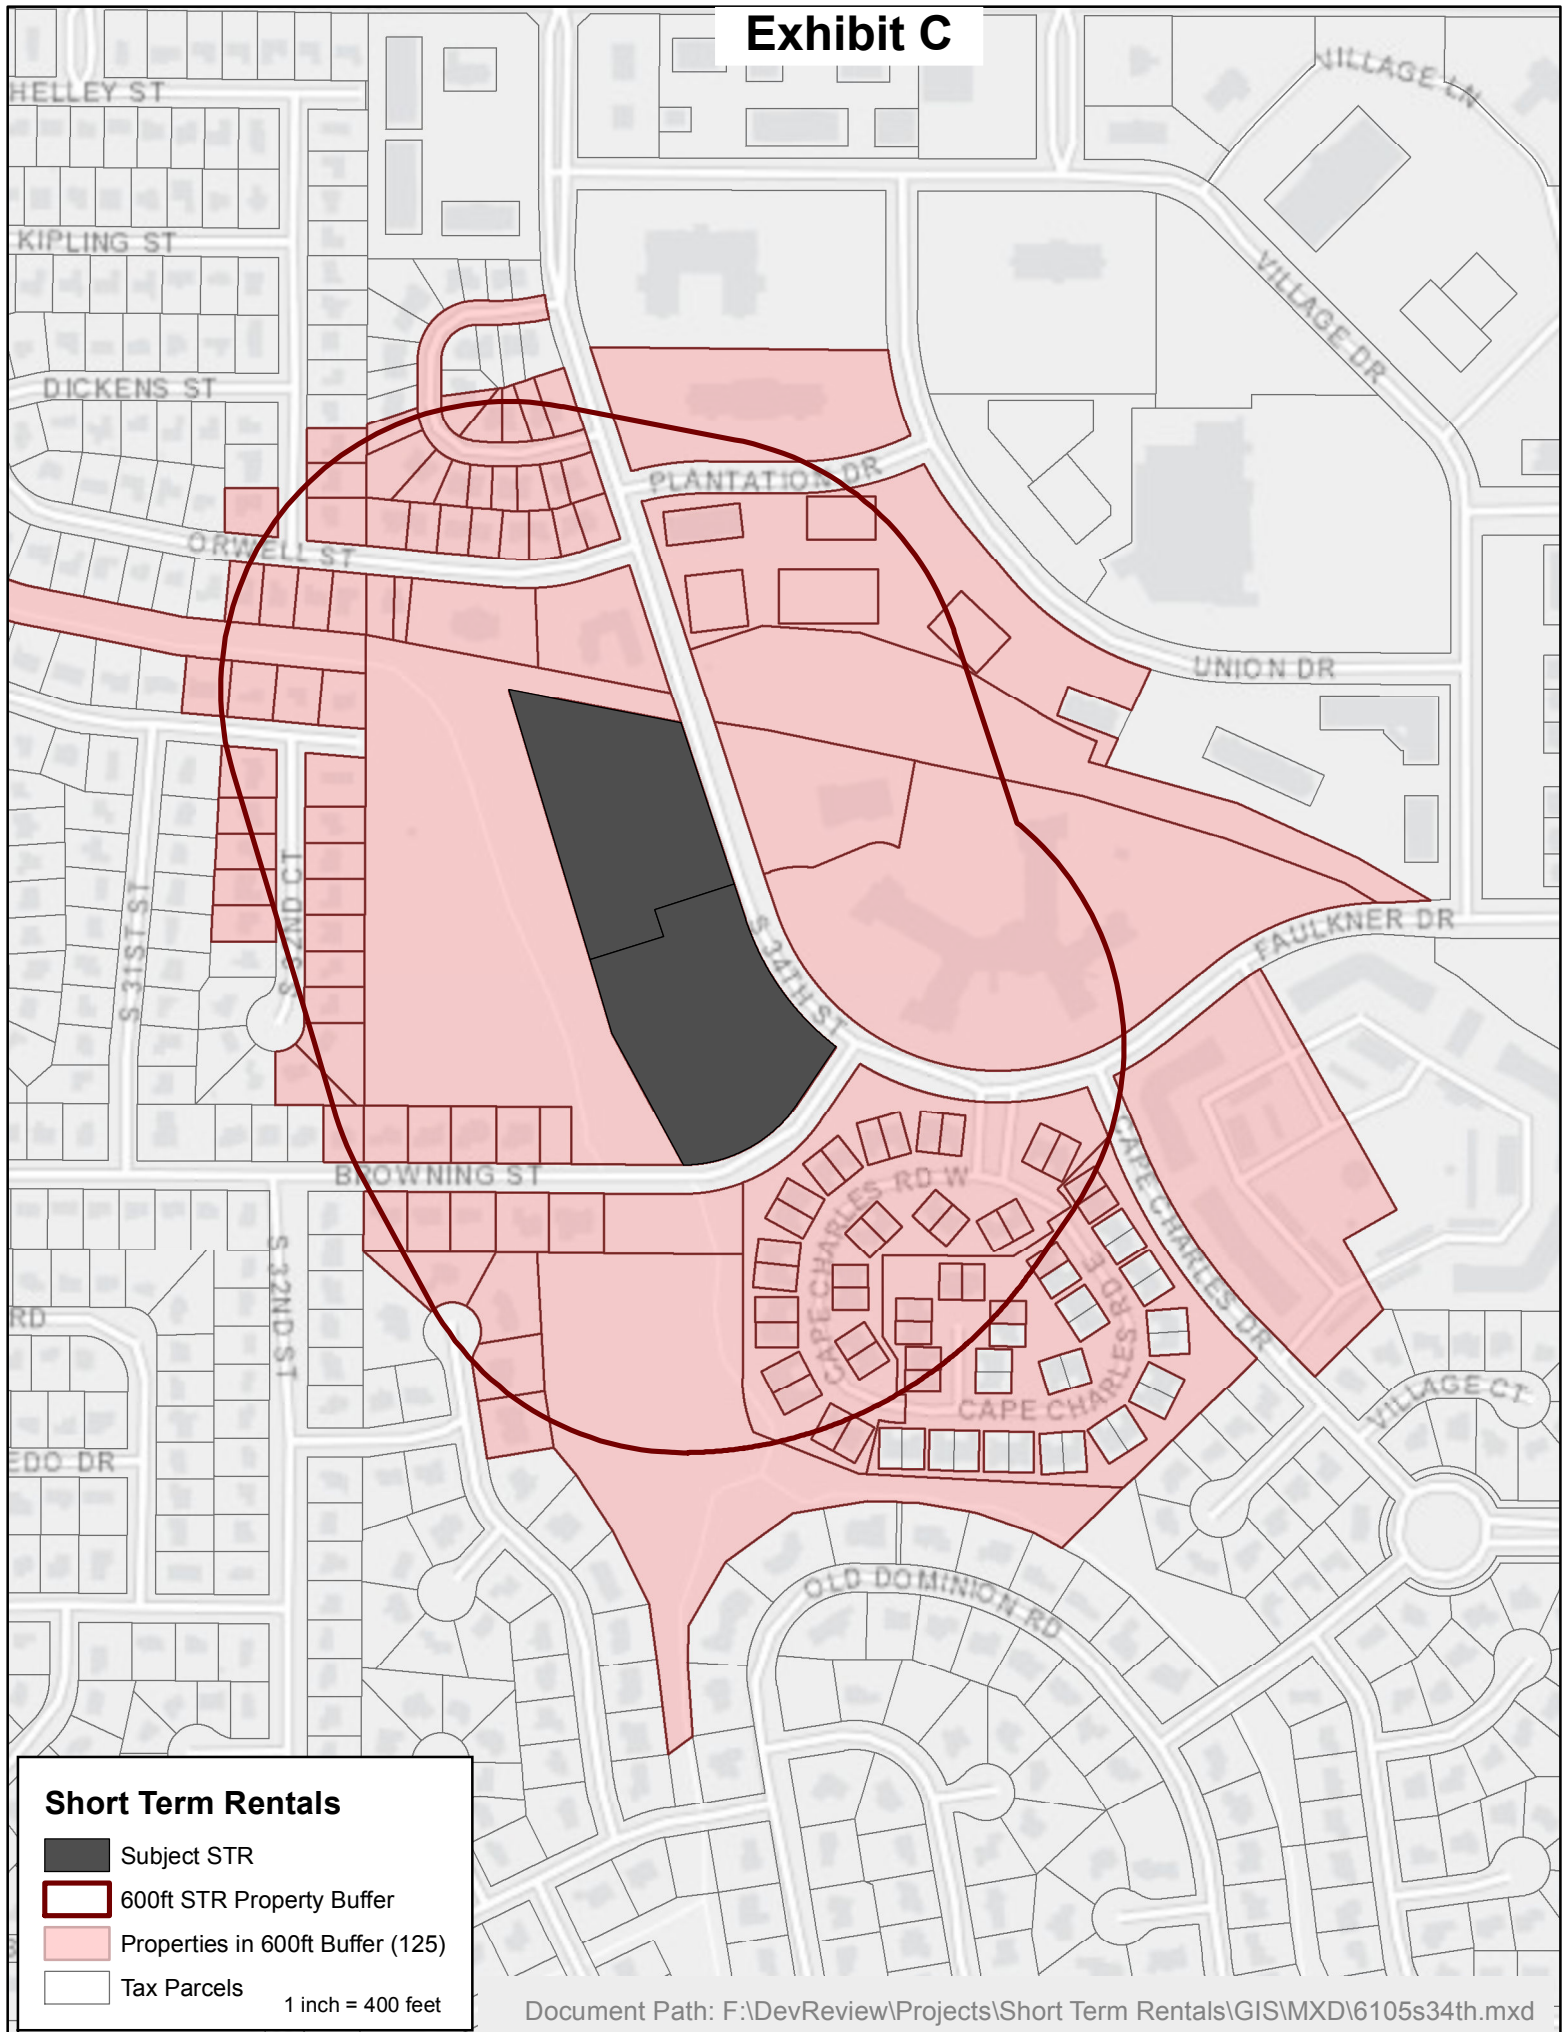 Exhibit C
VILLAGE LN
HELLEY ST
KIPLING ST
VILLAGE DR
DICKENS ST
PLANTATION DR
ORWELL ST
UNION DR
S 32ND CT
S 31ST ST
S 34TH ST
FAULKNER DR
BROWNING ST
CAPE CHARLES RD W
CAPE CHARLES DR
S 32ND ST
RD
CAPE CHARLES RD E
CAPE CHARLES
VILLAGE CT
EDO DR
OLD DOMINION RD
Short Term Rentals
Subject STR
600ft STR Property Buffer
Properties in 600ft Buffer (125)
Tax Parcels
1 inch = 400 feet
Document Path: F:\DevReview\Projects\Short Term Rentals\GIS\MXD\6105s34th.mxd